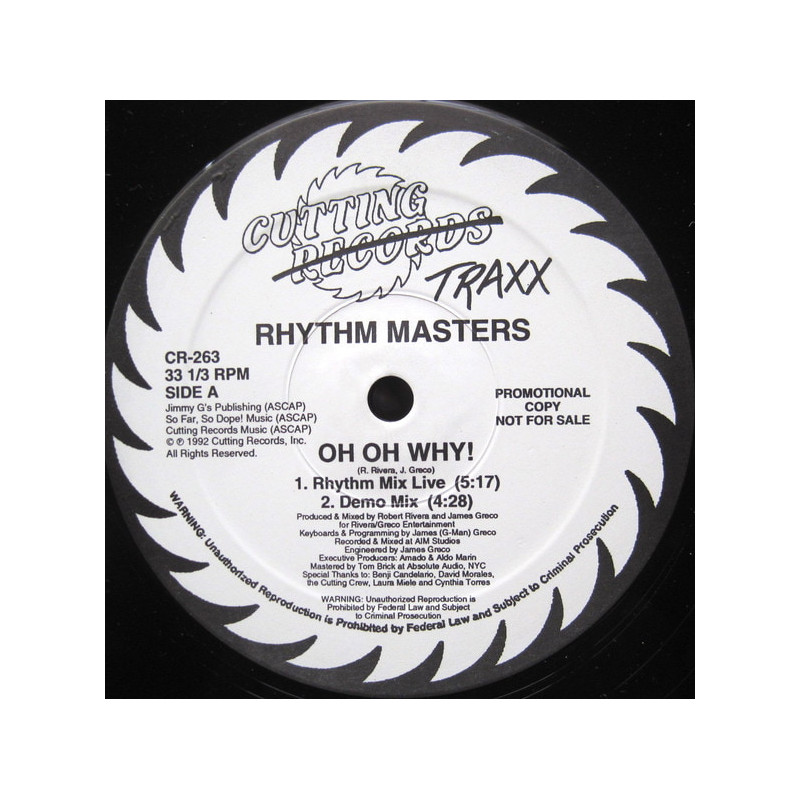 CUTTING
RECORDS
TRAXX
RHYTHM MASTERS
CR-263
33 1/3 RPM
SIDE A
Jimmy G's Publishing (ASCAP)
So Far, So Dope! Music (ASCAP)
Cutting Records Music (ASCAP)
© ℗ 1992 Cutting Records, Inc.
All Rights Reserved.
PROMOTIONAL
COPY
NOT FOR SALE
OH OH WHY!
(R. Rivera, J. Greco)
1. Rhythm Mix Live (5:17)
2. Demo Mix (4:28)
Produced & Mixed by Robert Rivera and James Greco
for Rivera/Greco Entertainment
Keyboards & Programming by James (G-Man) Greco
Recorded & Mixed at AIM Studios
Engineered by James Greco
Executive Producers: Amado & Aldo Marin
Mastered by Tom Brick at Absolute Audio, NYC
Special Thanks to: Benji Candelario, David Morales,
the Cutting Crew, Laura Miele and Cynthia Torres
WARNING: Unauthorized Reproduction is
Prohibited by Federal Law and Subject
to Criminal Prosecution
WARNING: Unauthorized Reproduction is Prohibited by Federal Law and Subject to Criminal Prosecution